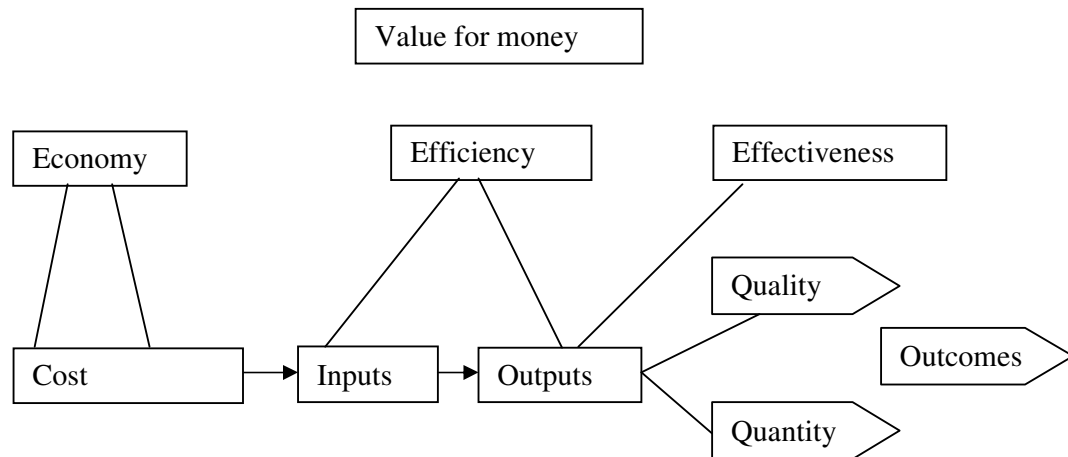 Value for money
Economy
Efficiency
Effectiveness
Quality
Cost
Inputs
Outputs
Outcomes
Quantity